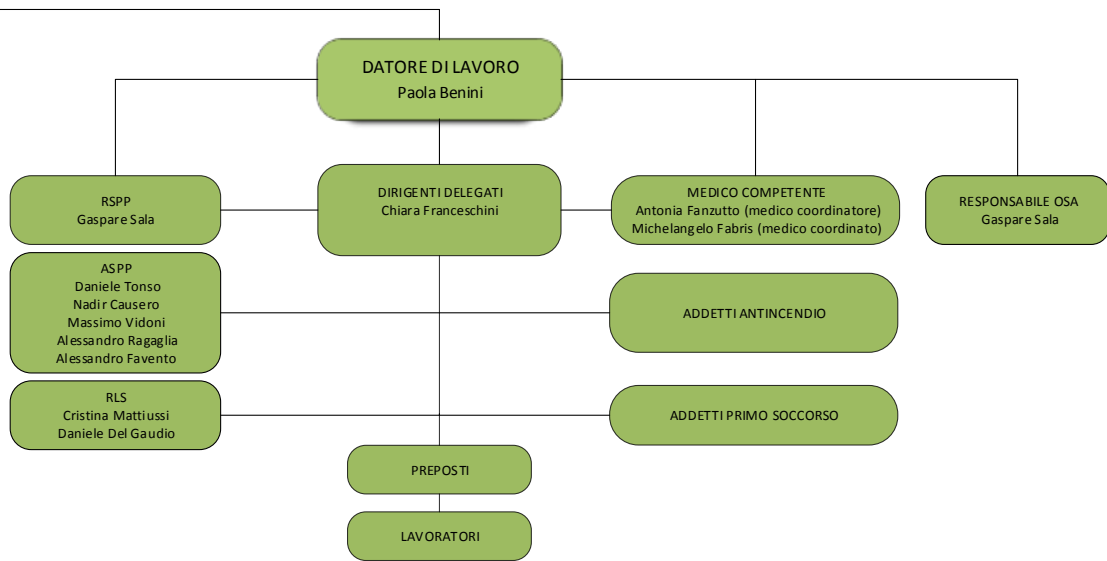 DATORE DI LAVORO
Paola Benini
RSPP
Gaspare Sala
DIRIGENTI DELEGATI
Chiara Franceschini
MEDICO COMPETENTE
Antonia Fanzutto (medico coordinatore)
Michelangelo Fabris (medico coordinato)
RESPONSABILE OSA
Gaspare Sala
ASPP
Daniele Tonso
Nadir Causero
Massimo Vidoni
Alessandro Ragaglia
Alessandro Favento
ADDETTI ANTINCENDIO
RLS
Cristina Mattiussi
Daniele Del Gaudio
ADDETTI PRIMO SOCCORSO
PREPOSTI
LAVORATORI